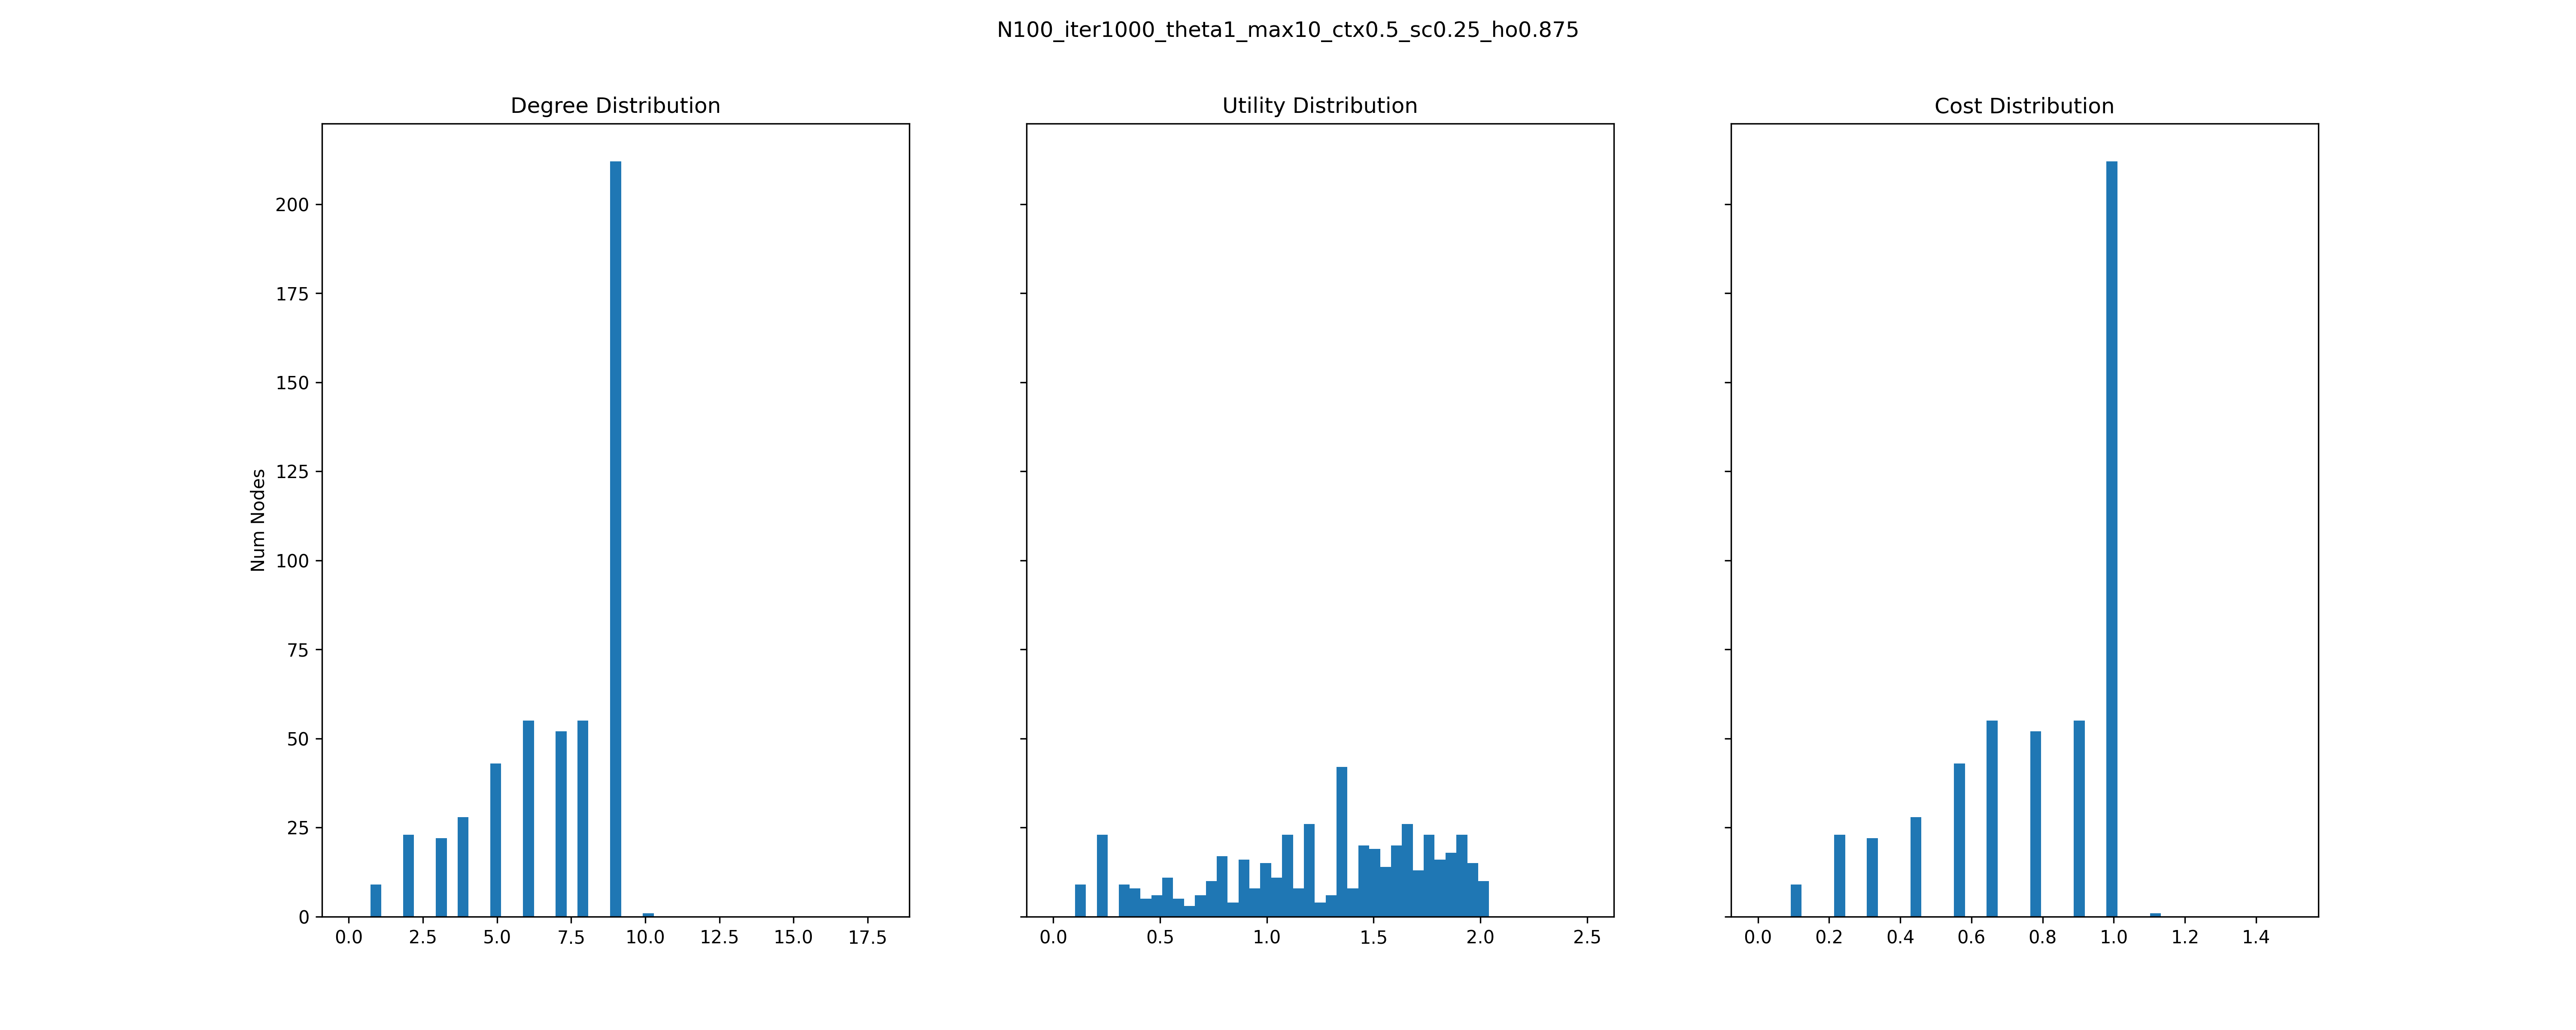 N100_iter1000_theta1_max10_ctx0.5_sc0.25_ho0.875
Degree Distribution
Utility Distribution
Cost Distribution
Num Nodes
200
175
150
125
100
75
50
25
0
0.0 2.5 5.0 7.5 10.0 12.5 15.0 17.5
0.0 0.5 1.0 1.5 2.0 2.5
0.0 0.2 0.4 0.6 0.8 1.0 1.2 1.4